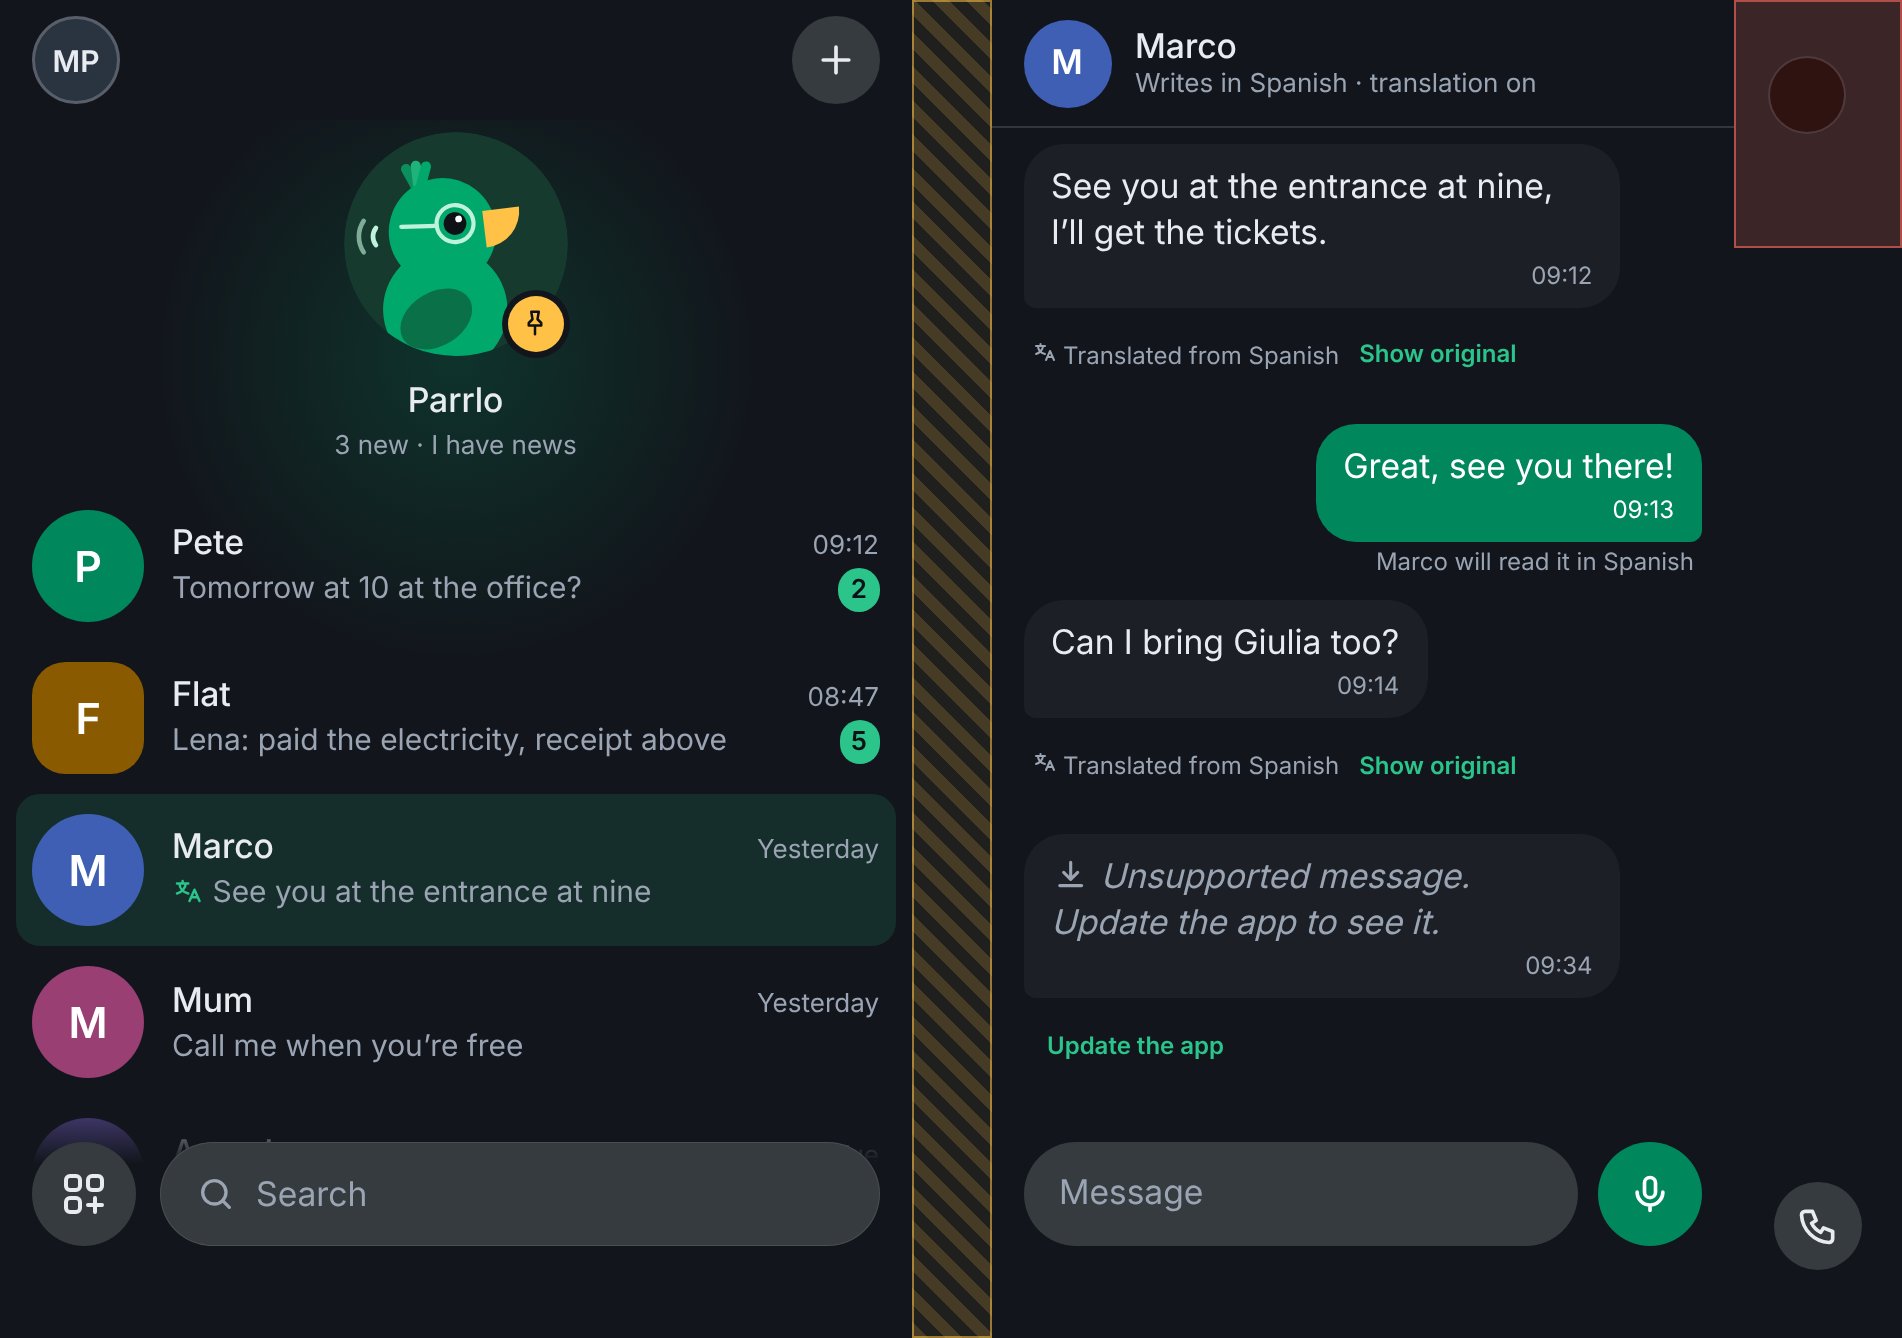 MP
Parrlo
3 new · I have news
P
Pete
09:12
Tomorrow at 10 at the office?
2
F
Flat
08:47
Lena: paid the electricity, receipt above
5
M
Marco
Yesterday
See you at the entrance at nine
M
Mum
Yesterday
Call me when you’re free
Search
M
Marco
Writes in Spanish · translation on
See you at the entrance at nine,
I’ll get the tickets.
09:12
Translated from Spanish Show original
Great, see you there!
09:13
Marco will read it in Spanish
Can I bring Giulia too?
09:14
Translated from Spanish Show original
Unsupported message.
Update the app to see it.
09:34
Update the app
Message